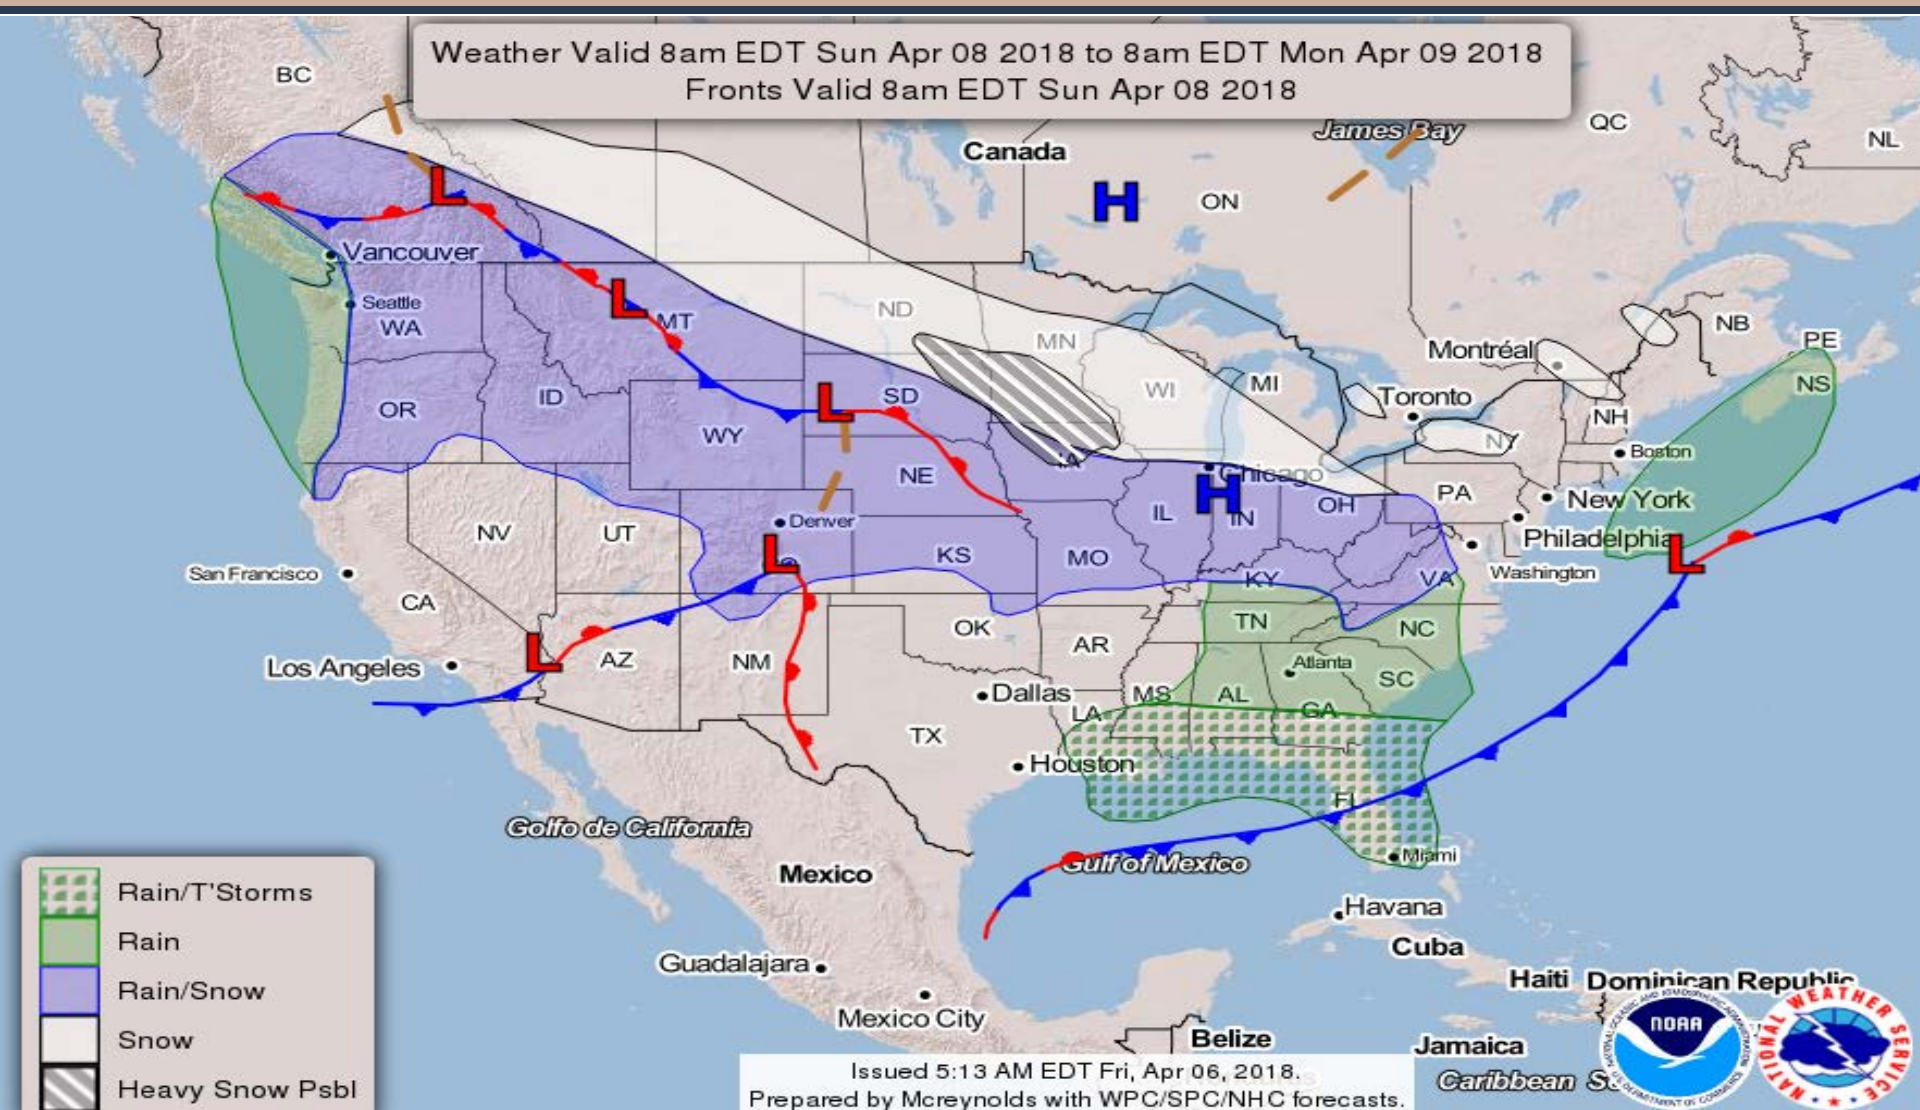 Weather Valid 8am EDT Sun Apr 08 2018 to 8am EDT Mon Apr 09 2018
Fronts Valid 8am EDT Sun Apr 08 2018
BC
James Bay
QC
NL
Canada
H
ON
L
Vancouver
Seattle
WA
L
MT
ND
MN
NB
PE
Montréal
NS
OR
ID
L
SD
WI
MI
Toronto
NH
WY
NY
Boston
NE
IA
Chicago
H
IL
IN
OH
PA
New York
NV
UT
Denver
Philadelphia
L
L
San Francisco
KS
MO
KY
VA
Washington
CA
OK
TN
NC
L
AZ
NM
AR
Atlanta
Los Angeles
Dallas
MS
AL
SC
LA
GA
TX
Houston
FL
Golfo de California
Miami
Gulf of Mexico
Mexico
Rain/T'Storms
Rain
Rain/Snow
Snow
Heavy Snow Psbl
Havana
Cuba
Guadalajara
Haiti
Dominican Republic
Mexico City
Belize
Jamaica
Caribbean
NOAA
NATIONAL WEATHER SERVICE
Issued 5:13 AM EDT Fri, Apr 06, 2018.
Prepared by Mcreynolds with WPC/SPC/NHC forecasts.